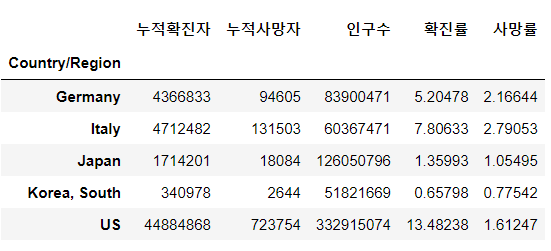 누적확진자 누적사망자 인구수 확진률 사망률
Country/Region
Germany 4366833 94605 83900471 5.20478 2.16644
Italy 4712482 131503 60367471 7.80633 2.79053
Japan 1714201 18084 126050796 1.35993 1.05495
Korea, South 340978 2644 51821669 0.65798 0.77542
US 44884868 723754 332915074 13.48238 1.61247